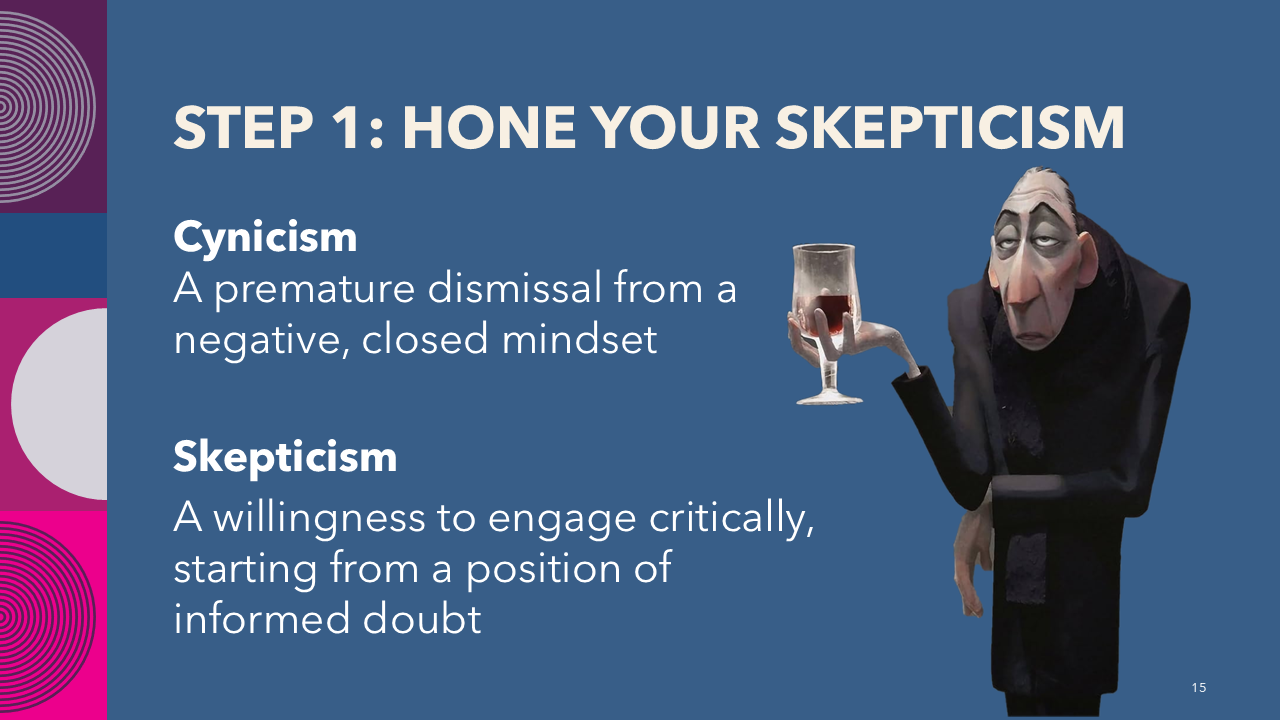 STEP 1: HONE YOUR SKEPTICISM
Cynicism
A premature dismissal from a
negative, closed mindset
Skepticism
A willingness to engage critically,
starting from a position of
informed doubt
15